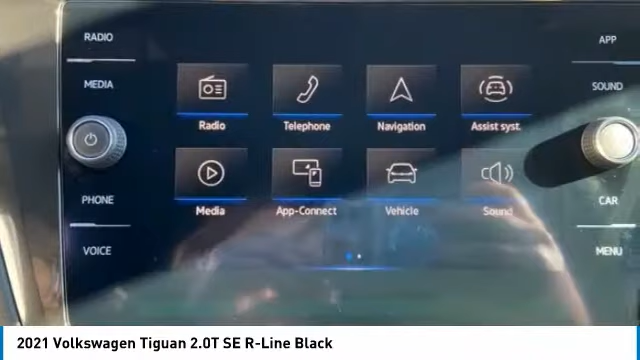 RADIO
APP
MEDIA
SOUND
Radio
Telephone
Navigation
Assist syst.
PHONE
CAR
Media
App-Connect
Vehicle
Sound
VOICE
MENU
2021 Volkswagen Tiguan 2.0T SE R-Line Black